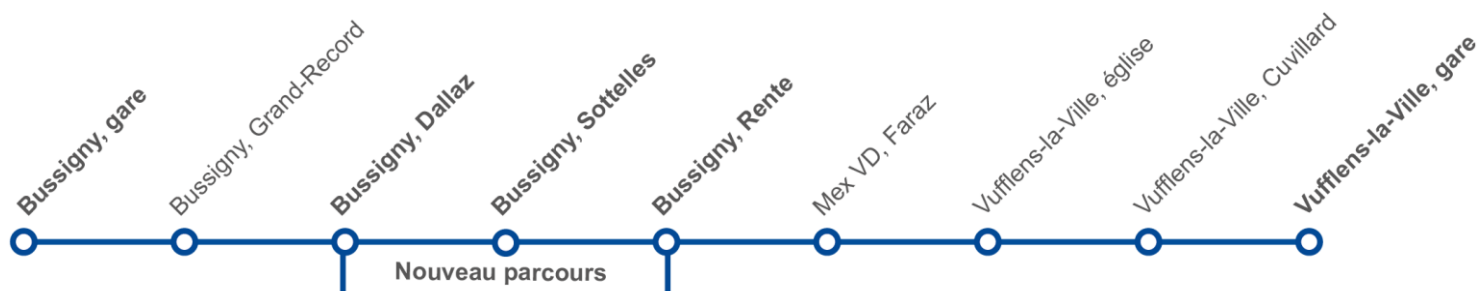 Bussigny, gare
Bussigny, Grand-Record
Bussigny, Dallaz
Bussigny, Sottelles
Bussigny, Rente
Mex VD, Faraz
Vufflens-la-Ville, église
Vufflens-la-Ville, Cuvillard
Vufflens-la-Ville, gare
Nouveau parcours